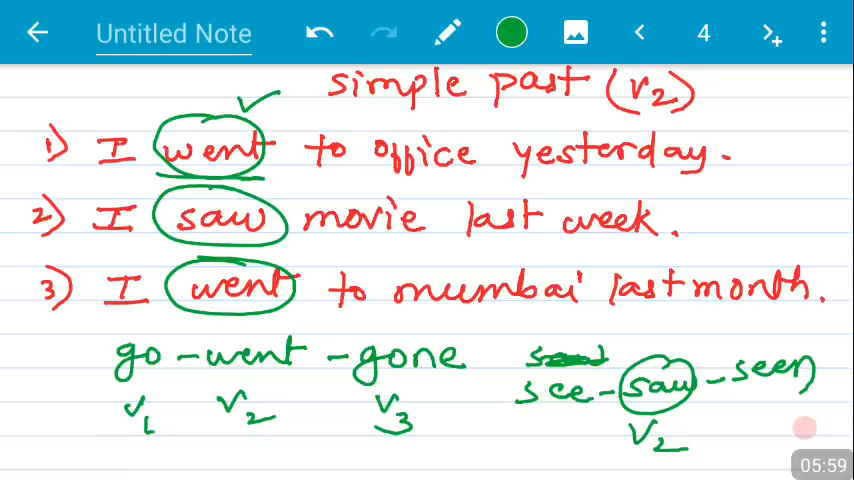 Untitled Note 4
simple past (V2)
1) I went to office yesterday.
2) I saw movie last week.
3) I went to mumbai last month.
go - went - gone
see - saw - seen
V1 V2 V3
V2
05:59